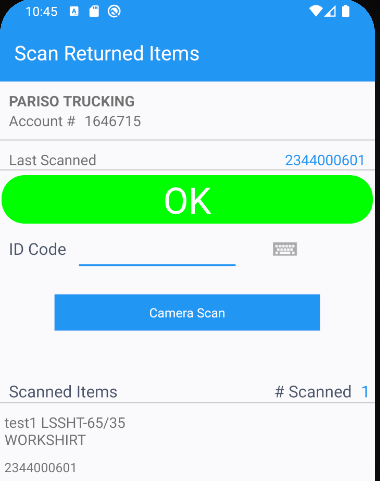 10:45
Scan Returned Items
PARISO TRUCKING
Account # 1646715
Last Scanned 2344000601
OK
ID Code
Camera Scan
Scanned Items # Scanned 1
test1 LSSHT-65/35
WORKSHIRT
2344000601